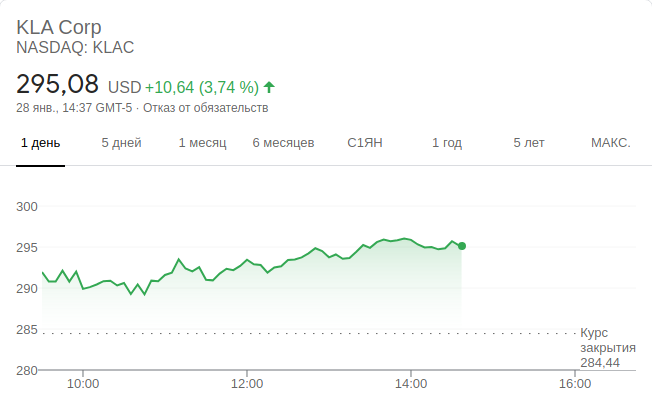 KLA Corp
NASDAQ: KLAC
295,08 USD +10,64 (3,74 %)
28 янв., 14:37 GMT-5 · Отказ от обязательств
1 день 5 дней 1 месяц 6 месяцев С1ЯН 1 год 5 лет МАКС.
300
295
290
285
Курс
закрытия
284,44
280
10:00 12:00 14:00 16:00